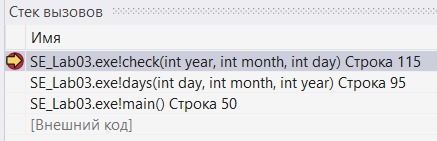 Стек вызовов
Имя
SE_Lab03.exe!check(int year, int month, int day) Строка 115
SE_Lab03.exe!days(int day, int month, int year) Строка 95
SE_Lab03.exe!main() Строка 50
[Внешний код]